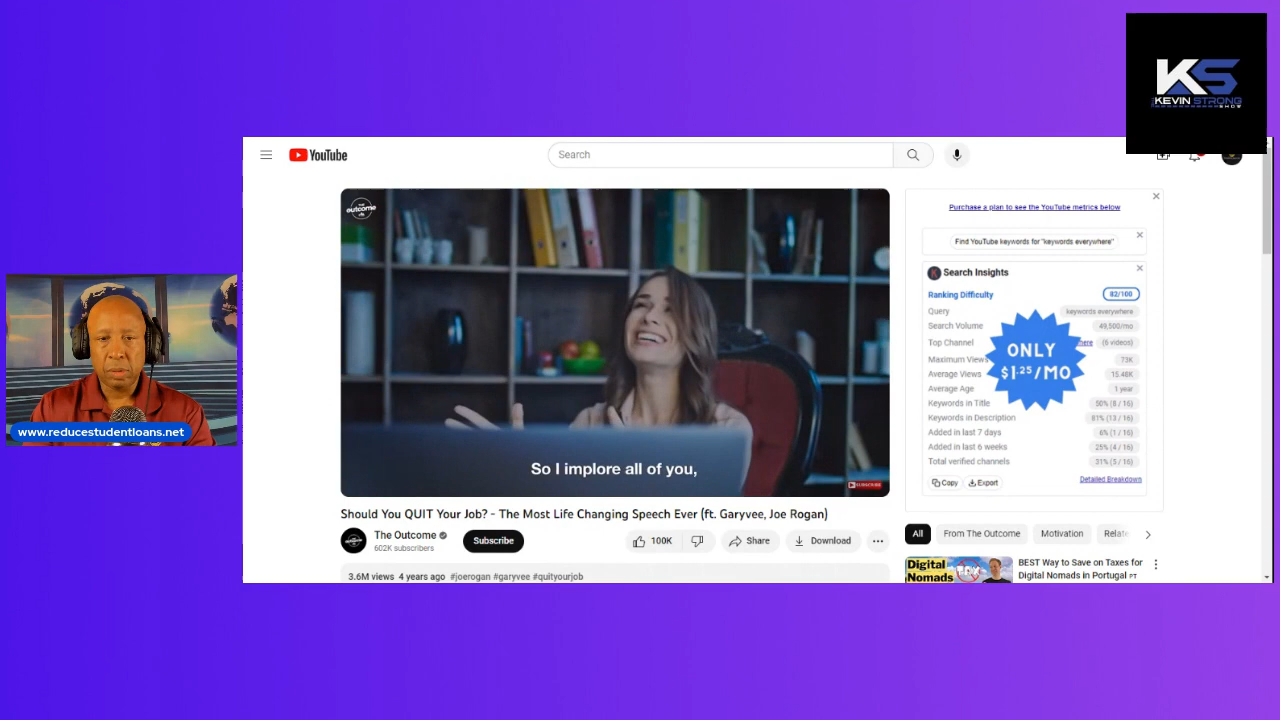 KS
KEVIN STRONG
SHOW
YouTube
Search
the
outcome
So I implore all of you,
SUBSCRIBE
www.reducestudentloans.net
Should You QUIT Your Job? - The Most Life Changing Speech Ever (ft. Garyvee, Joe Rogan)
The Outcome
602K subscribers
Subscribe
100K
Share
Download
3.6M views 4 years ago #joerogan #garyvee #quityourjob
Purchase a plan to see the YouTube metrics below
Find YouTube keywords for "keywords everywhere"
Search Insights
Ranking Difficulty 82/100
Query keywords everywhere
Search Volume 49,500/mo
Top Channel here (6 videos)
Maximum Views 73K
Average Views 15.48K
Average Age 1 year
Keywords in Title 50% (8 / 16)
Keywords in Description 81% (13 / 16)
Added in last 7 days 6% (1 / 16)
Added in last 6 weeks 25% (4 / 16)
Total verified channels 31% (5 / 16)
ONLY
$1.25/MO
Copy Export Detailed Breakdown
All From The Outcome Motivation Relate
Digital
Nomads
BEST Way to Save on Taxes for
Digital Nomads in Portugal PT